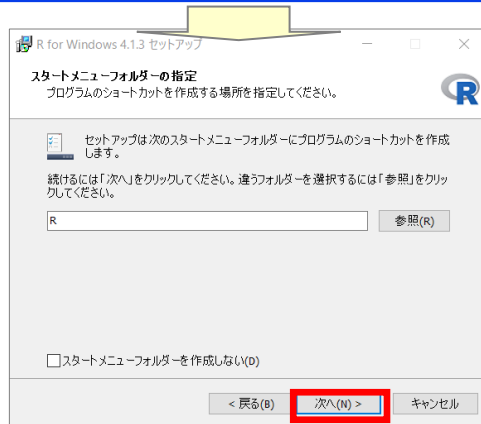 R for Windows 4.1.3 セットアップ
スタートメニューフォルダーの指定
プログラムのショートカットを作成する場所を指定してください。
R
セットアップは次のスタートメニューフォルダーにプログラムのショートカットを作成
します。
続けるには「次へ」をクリックしてください。違うフォルダーを選択するには「参照」をクリッ
クしてください。
R
参照(R)
スタートメニューフォルダーを作成しない(D)
< 戻る(B)
次へ(N) >
キャンセル